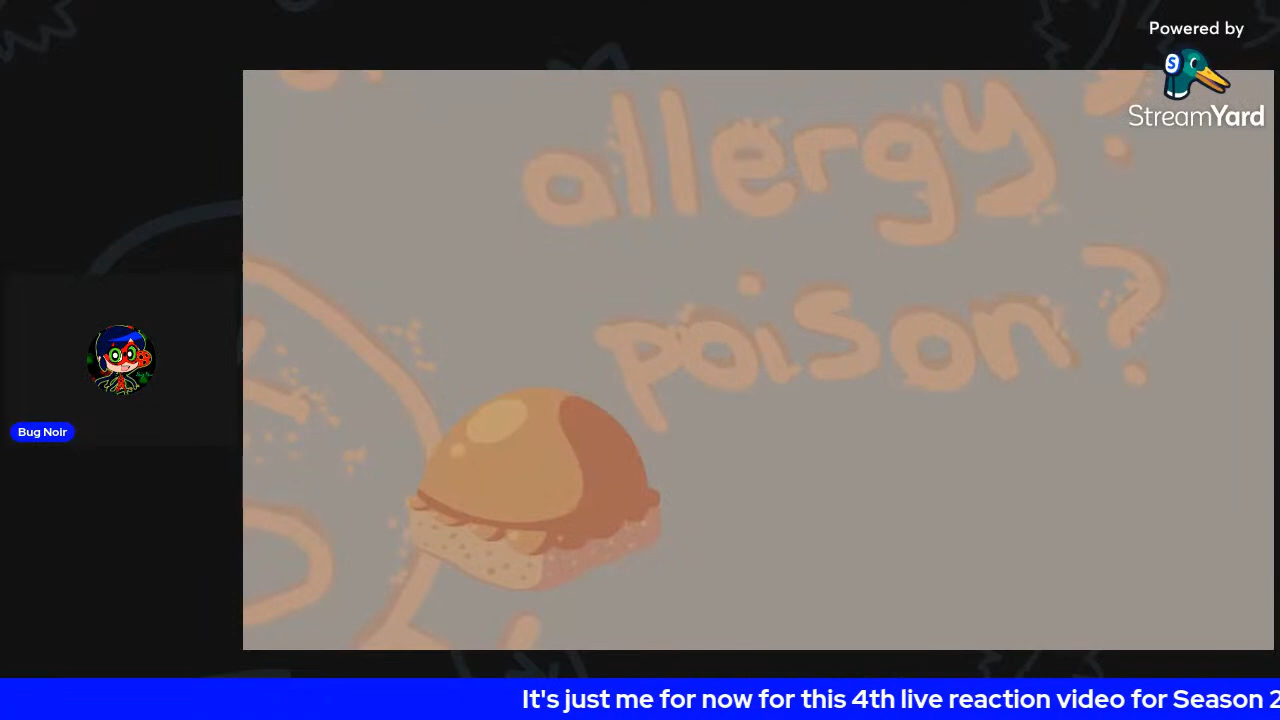 Powered by
StreamYard
allergy?
poison?
Bug Noir
It's just me for now for this 4th live reaction video for Season 2